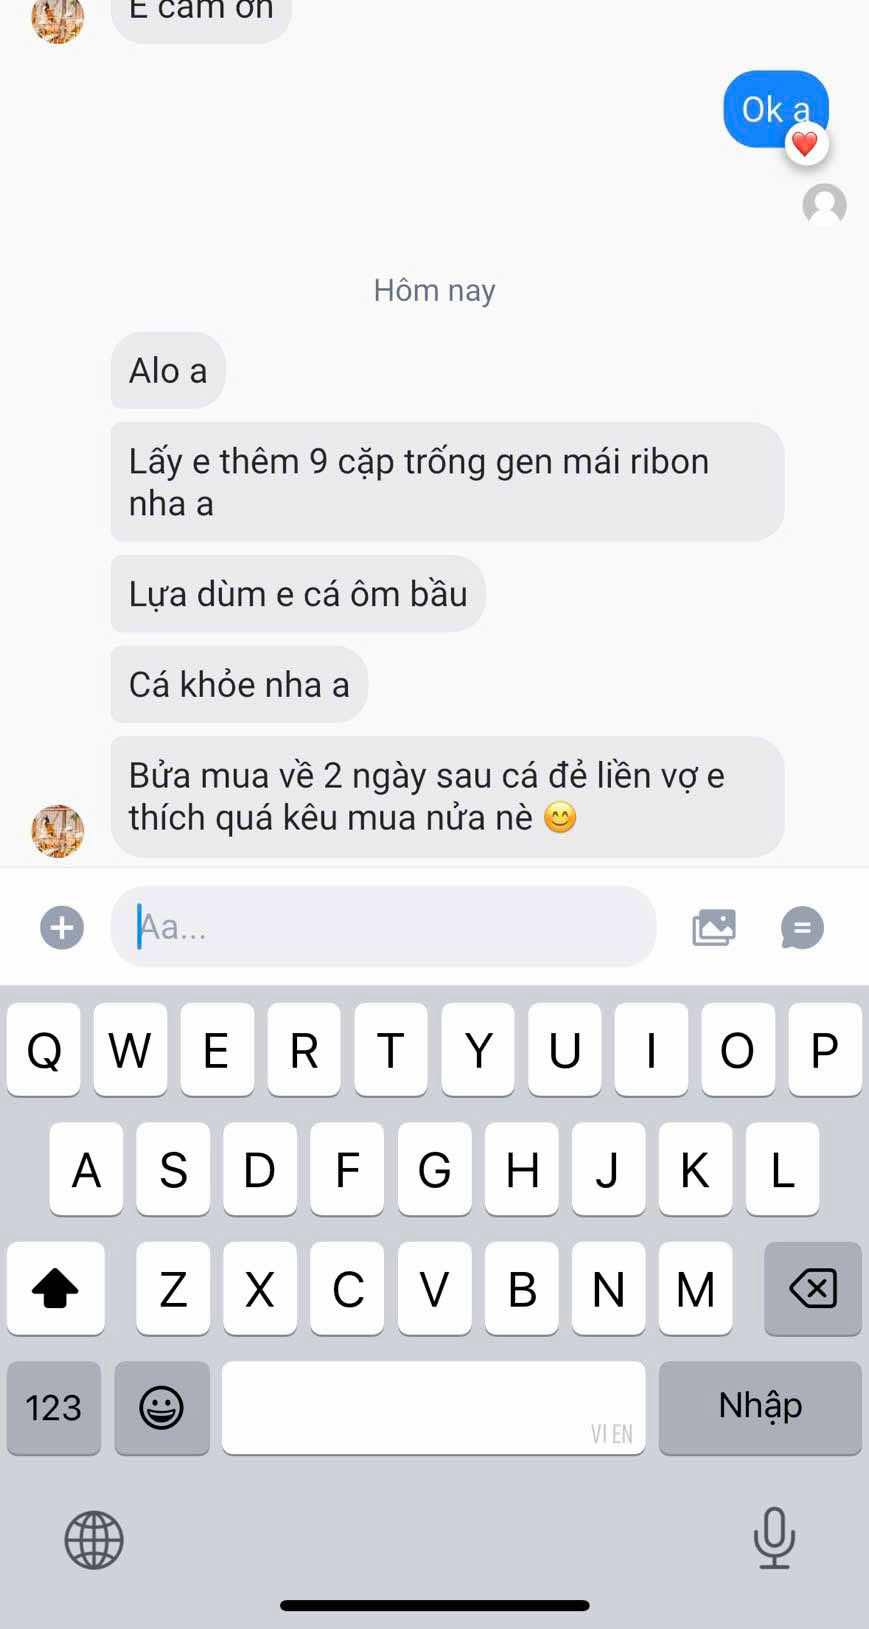 E cảm ơn
Ok a
Hôm nay
Alo a
Lấy e thêm 9 cặp trống gen mái ribon
nha a
Lựa dùm e cá ôm bầu
Cá khỏe nha a
Bửa mua về 2 ngày sau cá đẻ liền vợ e
thích quá kêu mua nửa nè 😊
Aa...
Q W E R T Y U I O P
A S D F G H J K L
Z X C V B N M
123
VI EN
Nhập